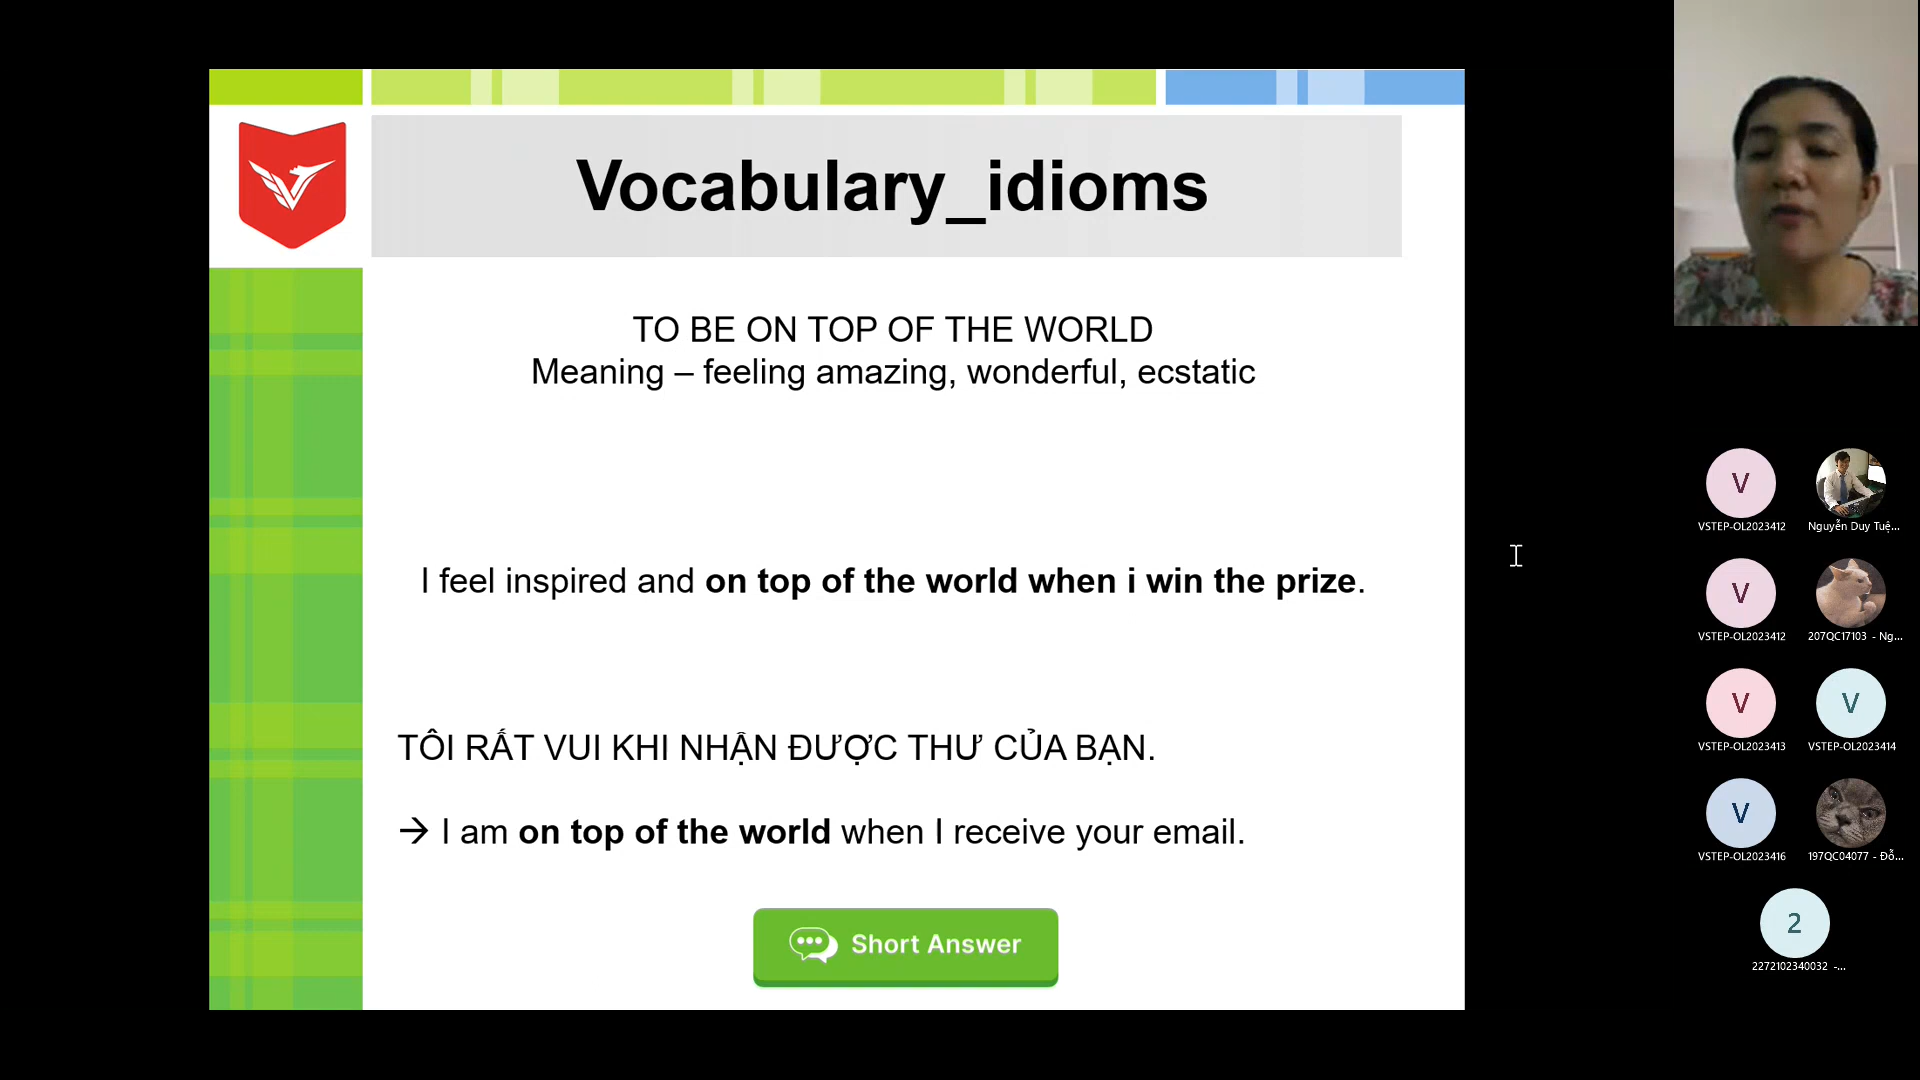 Vocabulary_idioms
TO BE ON TOP OF THE WORLD
Meaning – feeling amazing, wonderful, ecstatic
I feel inspired and on top of the world when i win the prize.
TÔI RẤT VUI KHI NHẬN ĐƯỢC THƯ CỦA BẠN.
→ I am on top of the world when I receive your email.
Short Answer
V
VSTEP-OL2023412
Nguyễn Duy Tuệ...
V
VSTEP-OL2023412
207QC17103 - Ng...
V
VSTEP-OL2023413
V
VSTEP-OL2023414
V
VSTEP-OL2023416
197QC04077 - Đỗ...
2
2272102340032 -...